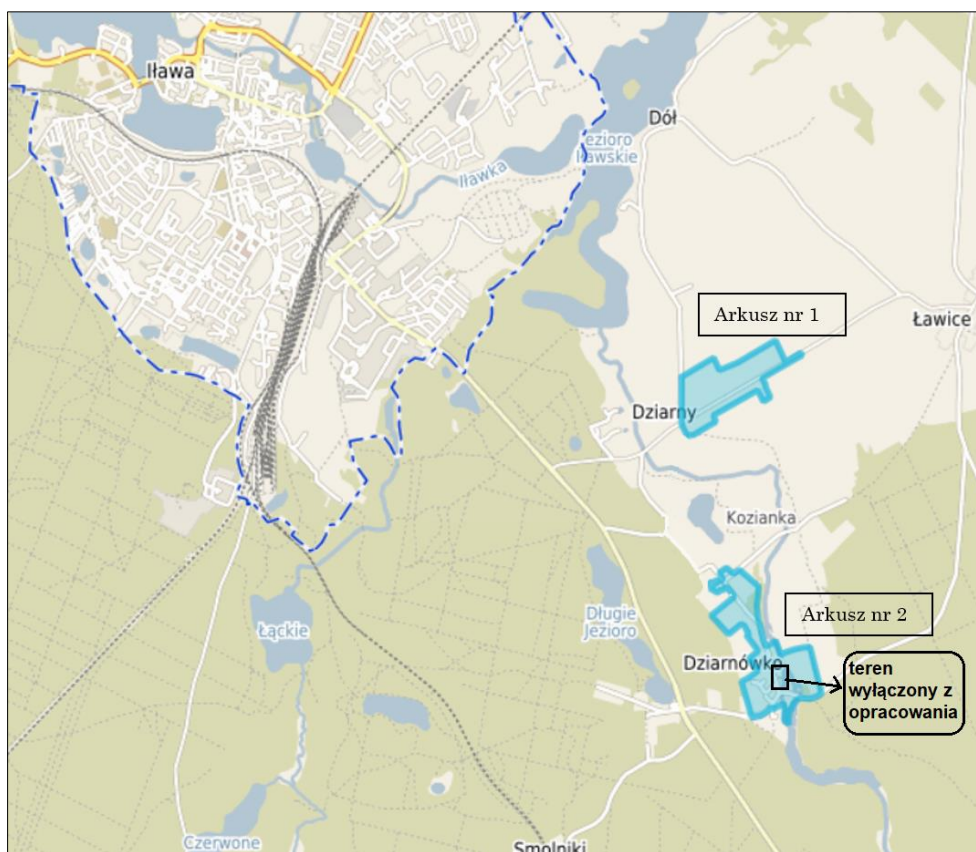 Iława
Dół
Jezioro
Iławskie
Iławka
Arkusz nr 1
Ławice
Dziarny
Kozianka
Długie
Jezioro
Arkusz nr 2
Łąckie
Dziarnówko
teren
wyłączony z
opracowania
Czerwone
Smolniki